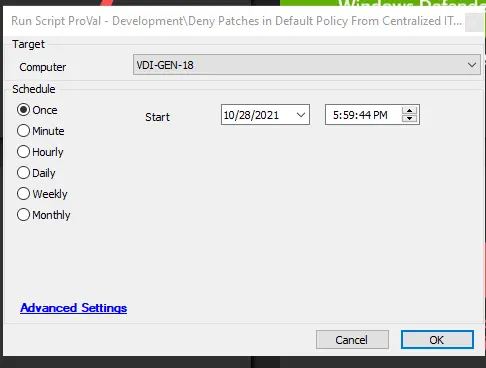 Windows Defende
Run Script ProVal - Development\Deny Patches in Default Policy From Centralized IT...
Target
Computer VDI-GEN-18
Schedule
Once Start 10/28/2021 5:59:44 PM
Minute
Hourly
Daily
Weekly
Monthly
Advanced Settings
Cancel OK